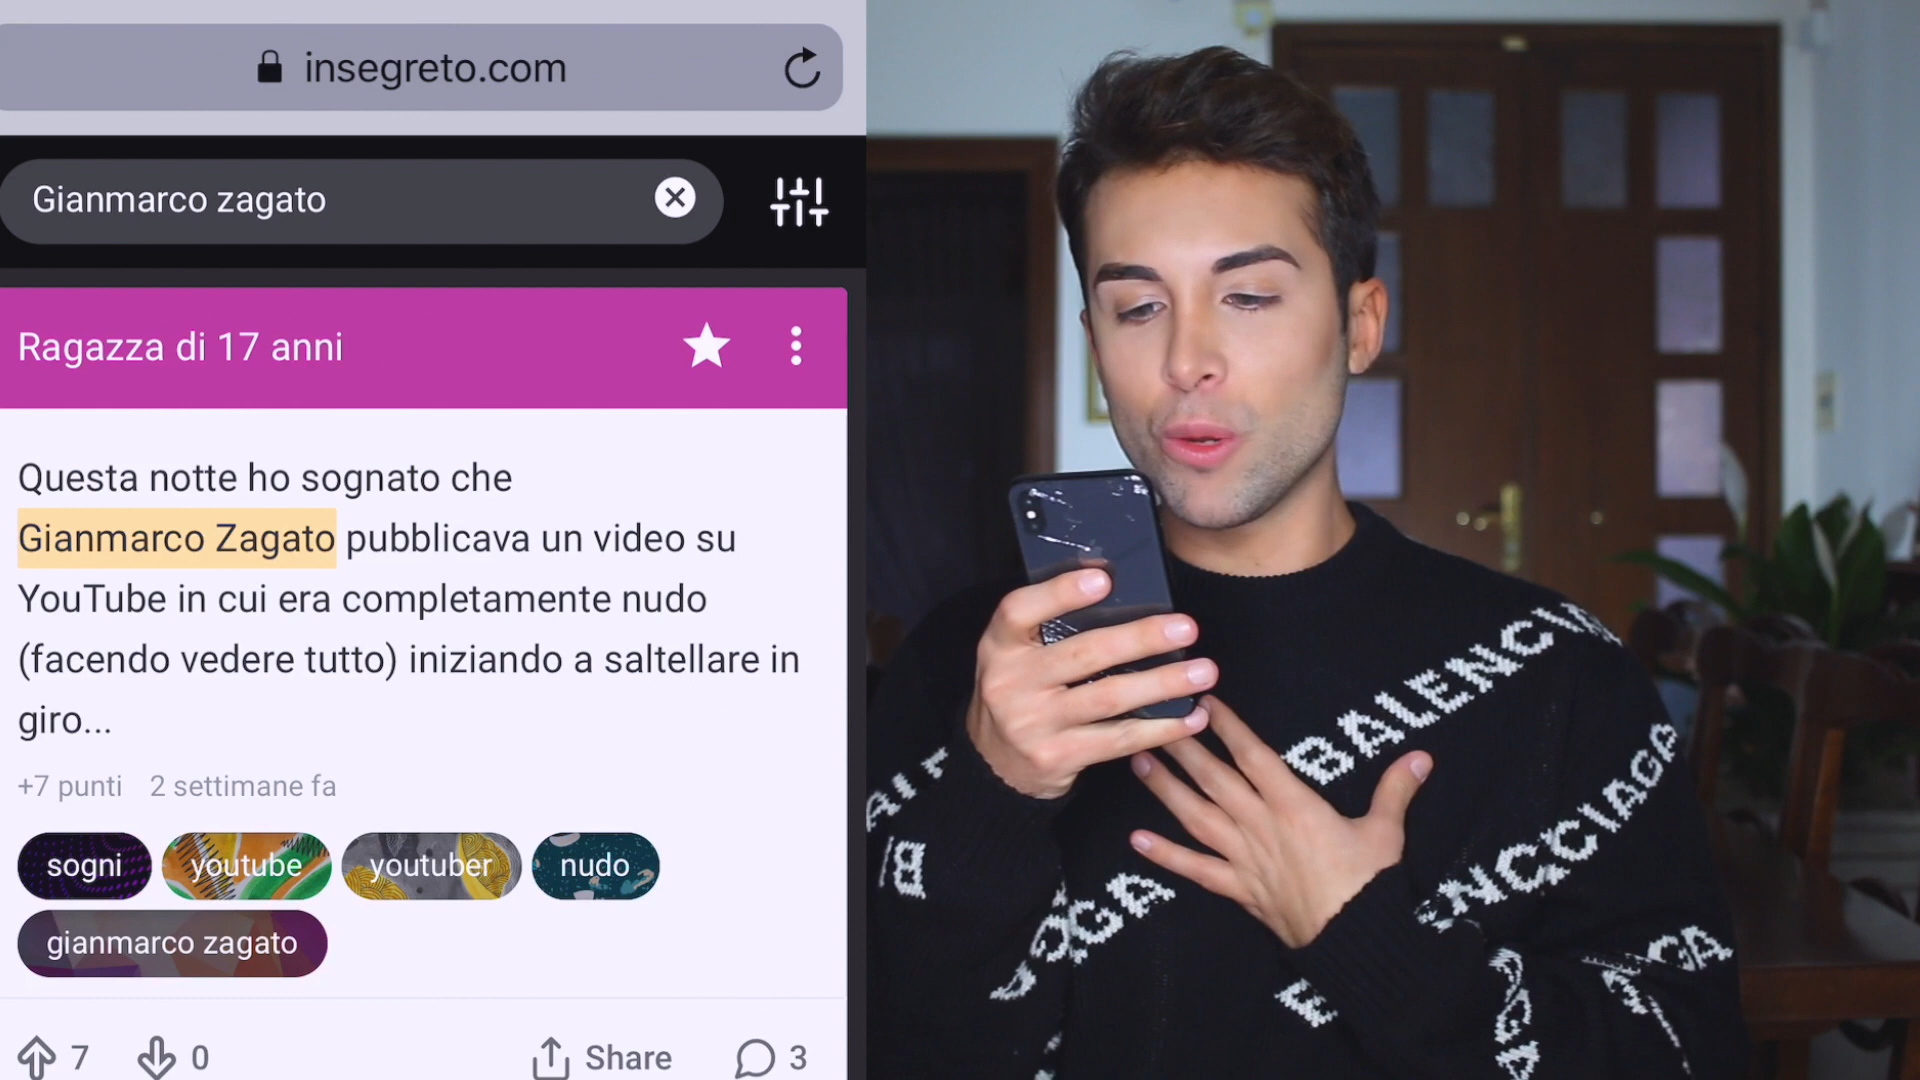 insegreto.com
Gianmarco zagato
Ragazza di 17 anni
Questa notte ho sognato che
Gianmarco Zagato pubblicava un video su
YouTube in cui era completamente nudo
(facendo vedere tutto) iniziando a saltellare in
giro...
+7 punti 2 settimane fa
sogni youtube youtuber nudo
gianmarco zagato
7 0 Share 3
BALENCI